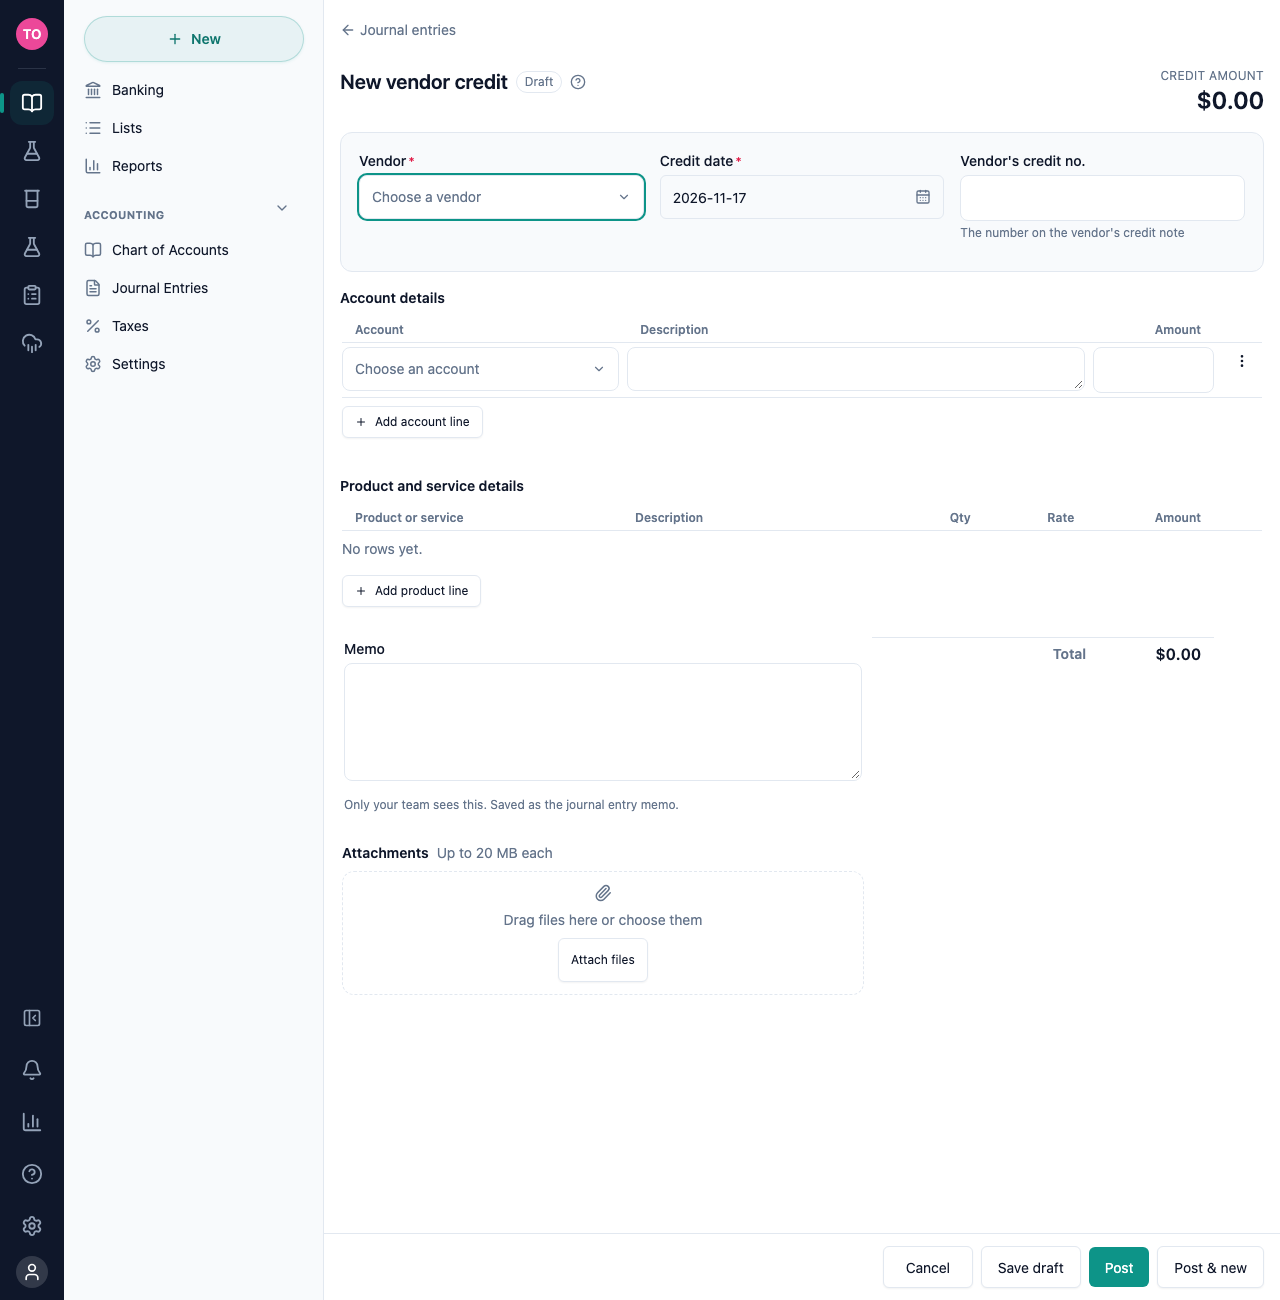 TO
New
Banking
Lists
Reports
ACCOUNTING
Chart of Accounts
Journal Entries
Taxes
Settings
Journal entries
New vendor credit Draft
CREDIT AMOUNT
$0.00
Vendor * Credit date * Vendor's credit no.
Choose a vendor 2026-11-17
The number on the vendor's credit note
Account details
Account Description Amount
Choose an account
Add account line
Product and service details
Product or service Description Qty Rate Amount
No rows yet.
Add product line
Memo
Total $0.00
Only your team sees this. Saved as the journal entry memo.
Attachments Up to 20 MB each
Drag files here or choose them
Attach files
Cancel Save draft Post Post & new